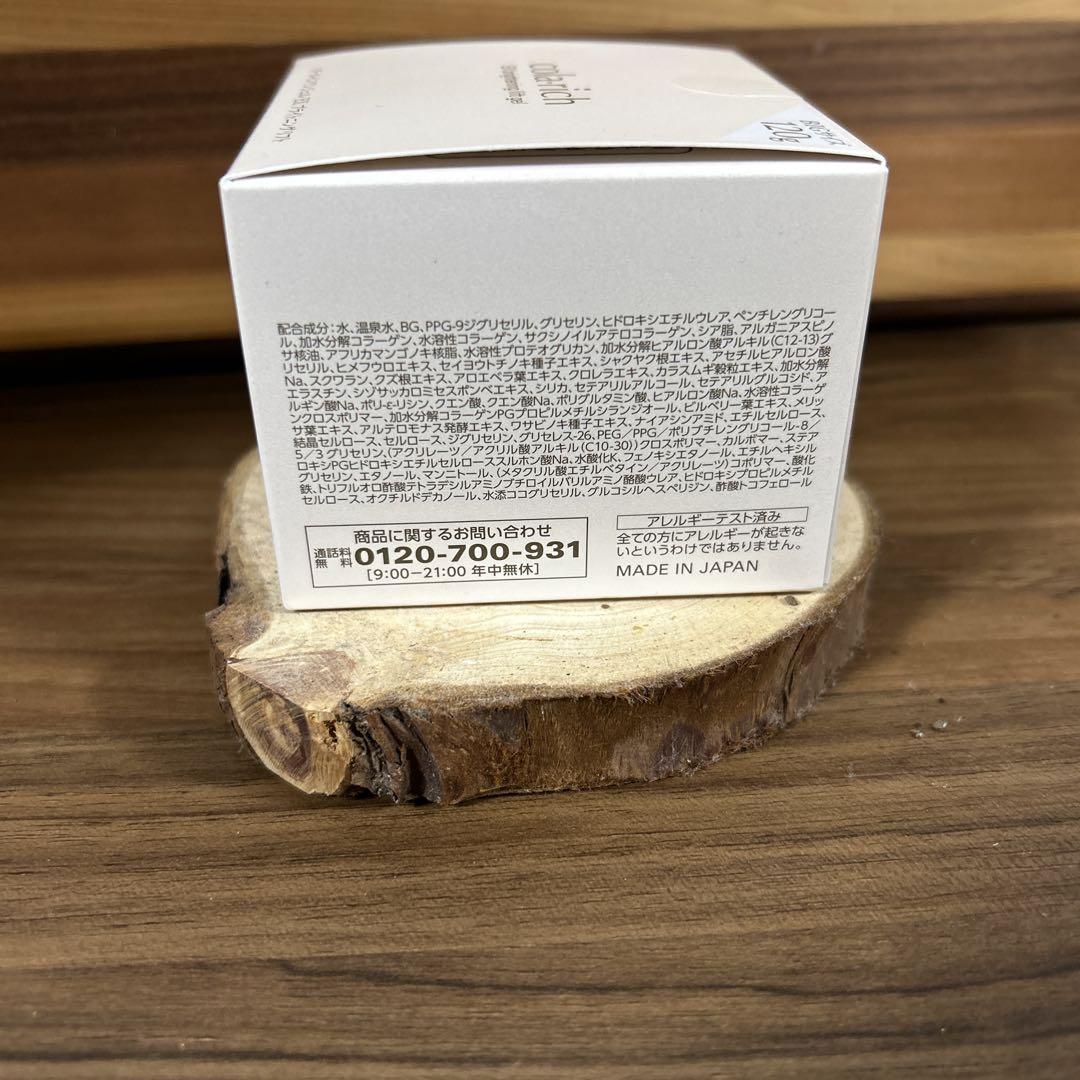 cola-rich
BIGサイズ
120g
配合成分：水、温泉水、BG、PPG-9ジグリセリル、グリセリン、ヒドロキシエチルウレア、ペンチレングリコー
ル、加水分解コラーゲン、水溶性コラーゲン、サクシノイルアテロコラーゲン、シア脂、アルガニアスピノ
サ核油、アフリカマンゴノキ核脂、水溶性プロテオグリカン、加水分解ヒアルロン酸アルキル(C12-13)グ
リセリル、ヒメフウロエキス、セイヨウトチノキ種子エキス、シャクヤク根エキス、アセチルヒアルロン酸
Na、スクワラン、クズ根エキス、アロエベラ葉エキス、クロレラエキス、カラスムギ穀粒エキス、加水分解
エラスチン、シゾサッカロミセスポンベエキス、シリカ、セテアリルアルコール、セテアリルグルコシド、ア
ルギン酸Na、ポリ-ε-リシン、クエン酸、クエン酸Na、ポリグルタミン酸、ヒアルロン酸Na、水溶性コラーゲ
ンクロスポリマー、加水分解コラーゲンPGプロピルメチルシランジオール、ビルベリー葉エキス、メリッ
サ葉エキス、アルテロモナス発酵エキス、ワサビノキ種子エキス、ナイアシンアミド、エチルセルロース、
結晶セルロース、セルロース、ジグリセリン、グリセレス-26、PEG／PPG／ポリブチレングリコール-8／
5／3グリセリン、(アクリレーツ／アクリル酸アルキル(C10-30))クロスポリマー、カルボマー、ステア
ロキシPGヒドロキシエチルセルローススルホン酸Na、水酸化K、フェノキシエタノール、エチルヘキシル
グリセリン、エタノール、マンニトール、(メタクリル酸エチルベタイン／アクリレーツ)コポリマー、酸化
鉄、トリフルオロ酢酸テトラデシルアミノブチロイルバリルアミノ酪酸ウレア、ヒドロキシプロピルメチル
セルロース、オクチルドデカノール、水添ココグリセリル、グルコシルヘスペリジン、酢酸トコフェロール
商品に関するお問い合わせ
通話料無料 0120-700-931
[9:00−21:00 年中無休]
アレルギーテスト済み
全ての方にアレルギーが起きな
いというわけではありません。
MADE IN JAPAN